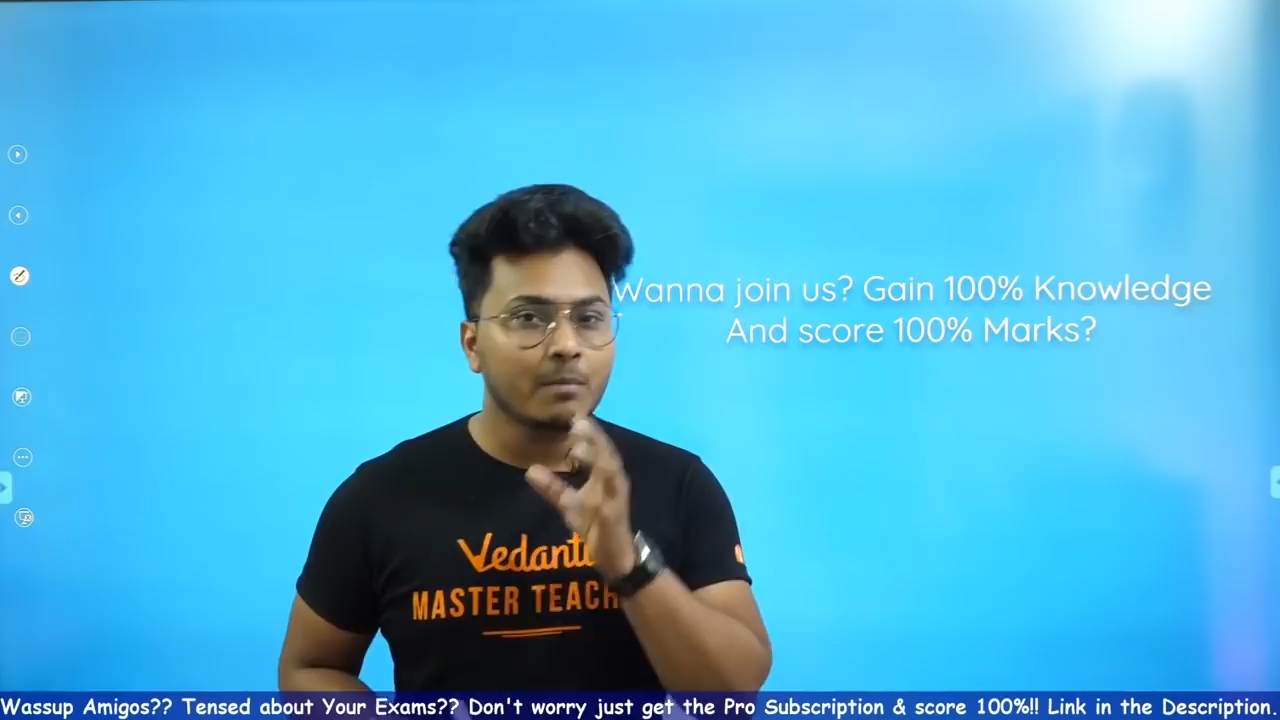 Wanna join us? Gain 100% Knowledge
And score 100% Marks?
Vedant
MASTER TEACH
Wassup Amigos?? Tensed about Your Exams?? Don't worry just get the Pro Subscription & score 100%!! Link in the Description.